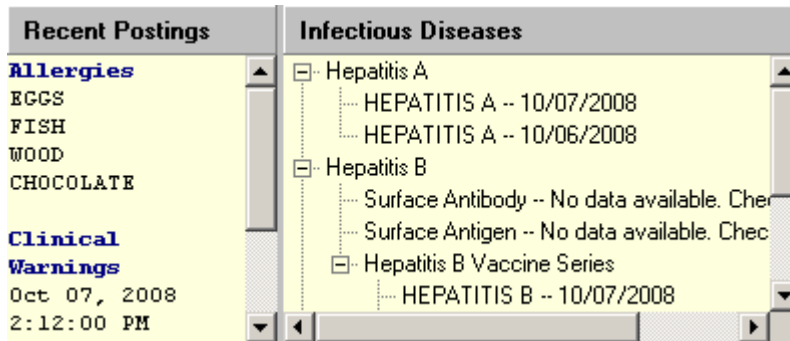 Recent Postings
Allergies
EGGS
FISH
WOOD
CHOCOLATE
Clinical
Warnings
Oct 07, 2008
2:12:00 PM
Infectious Diseases
Hepatitis A
HEPATITIS A -- 10/07/2008
HEPATITIS A -- 10/06/2008
Hepatitis B
Surface Antibody -- No data available. Che
Surface Antigen -- No data available. Chec
Hepatitis B Vaccine Series
HEPATITIS B -- 10/07/2008